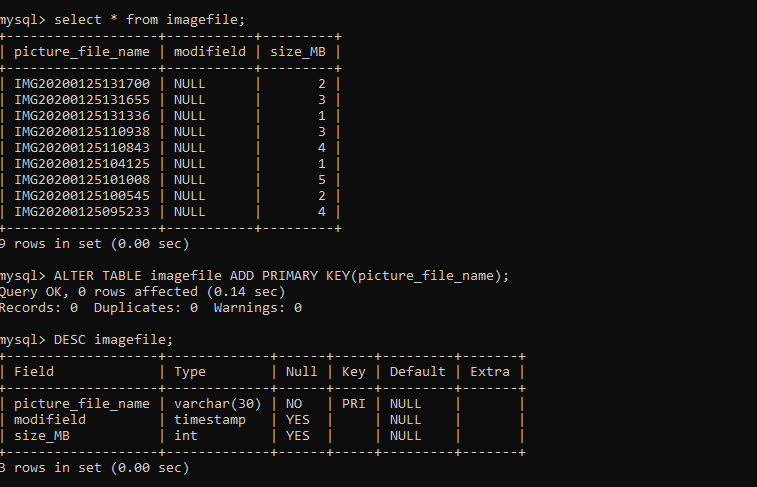 mysql> select * from imagefile;
+-------------------+-----------+---------+
| picture_file_name | modifield | size_MB |
+-------------------+-----------+---------+
| IMG20200125131700 | NULL      |       2 |
| IMG20200125131655 | NULL      |       3 |
| IMG20200125131336 | NULL      |       1 |
| IMG20200125110938 | NULL      |       3 |
| IMG20200125110843 | NULL      |       4 |
| IMG20200125104125 | NULL      |       1 |
| IMG20200125101008 | NULL      |       5 |
| IMG20200125100545 | NULL      |       2 |
| IMG20200125095233 | NULL      |       4 |
+-------------------+-----------+---------+
9 rows in set (0.00 sec)
mysql> ALTER TABLE imagefile ADD PRIMARY KEY(picture_file_name);
Query OK, 0 rows affected (0.14 sec)
Records: 0  Duplicates: 0  Warnings: 0
mysql> DESC imagefile;
+-------------------+-------------+------+-----+---------+-------+
| Field             | Type        | Null | Key | Default | Extra |
+-------------------+-------------+------+-----+---------+-------+
| picture_file_name | varchar(30) | NO   | PRI | NULL    |       |
| modifield         | timestamp   | YES  |     | NULL    |       |
| size_MB           | int         | YES  |     | NULL    |       |
+-------------------+-------------+------+-----+---------+-------+
3 rows in set (0.00 sec)